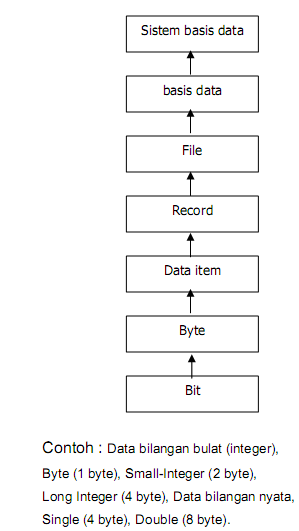 Sistem basis data
basis data
File
Record
Data item
Byte
Bit
Contoh : Data bilangan bulat (integer),
Byte (1 byte), Small-Integer (2 byte),
Long Integer (4 byte), Data bilangan nyata,
Single (4 byte), Double (8 byte).